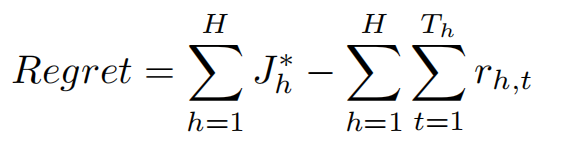 Regret = \sum_{h=1}^{H} J_h^* - \sum_{h=1}^{H} \sum_{t=1}^{T_h} r_{h,t}